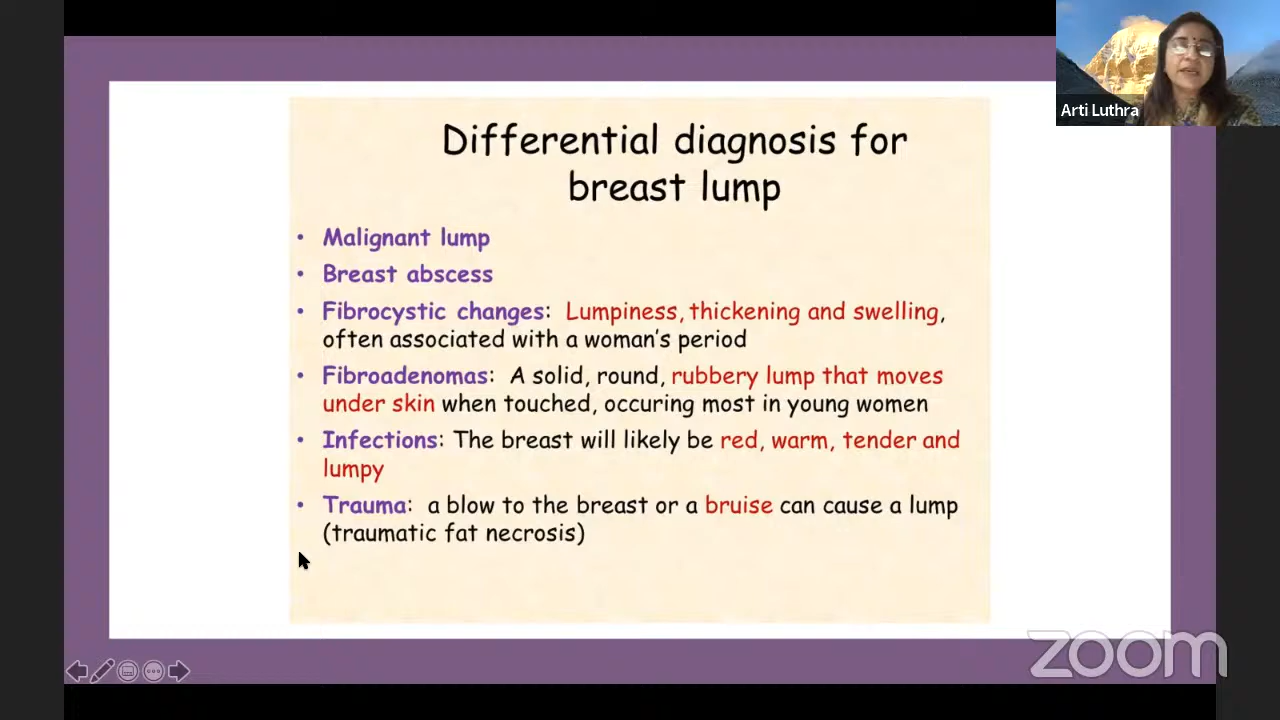 Arti Luthra
Differential diagnosis for
breast lump
• Malignant lump
• Breast abscess
• Fibrocystic changes: Lumpiness, thickening and swelling,
often associated with a woman's period
• Fibroadenomas: A solid, round, rubbery lump that moves
under skin when touched, occuring most in young women
• Infections: The breast will likely be red, warm, tender and
lumpy
• Trauma: a blow to the breast or a bruise can cause a lump
(traumatic fat necrosis)
zoom